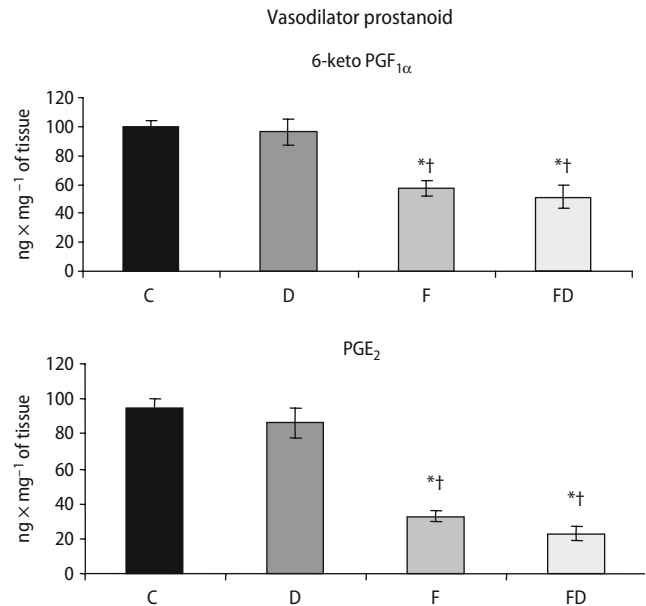 Vasodilator prostanoid
6-keto PGF1α
ng × mg −1 of tissue
120
100
80
60
40
20
0
*†
*†
C D F FD
PGE2
ng × mg−1 of tissue
120
100
80
60
40
20
0
*†
*†
C D F FD